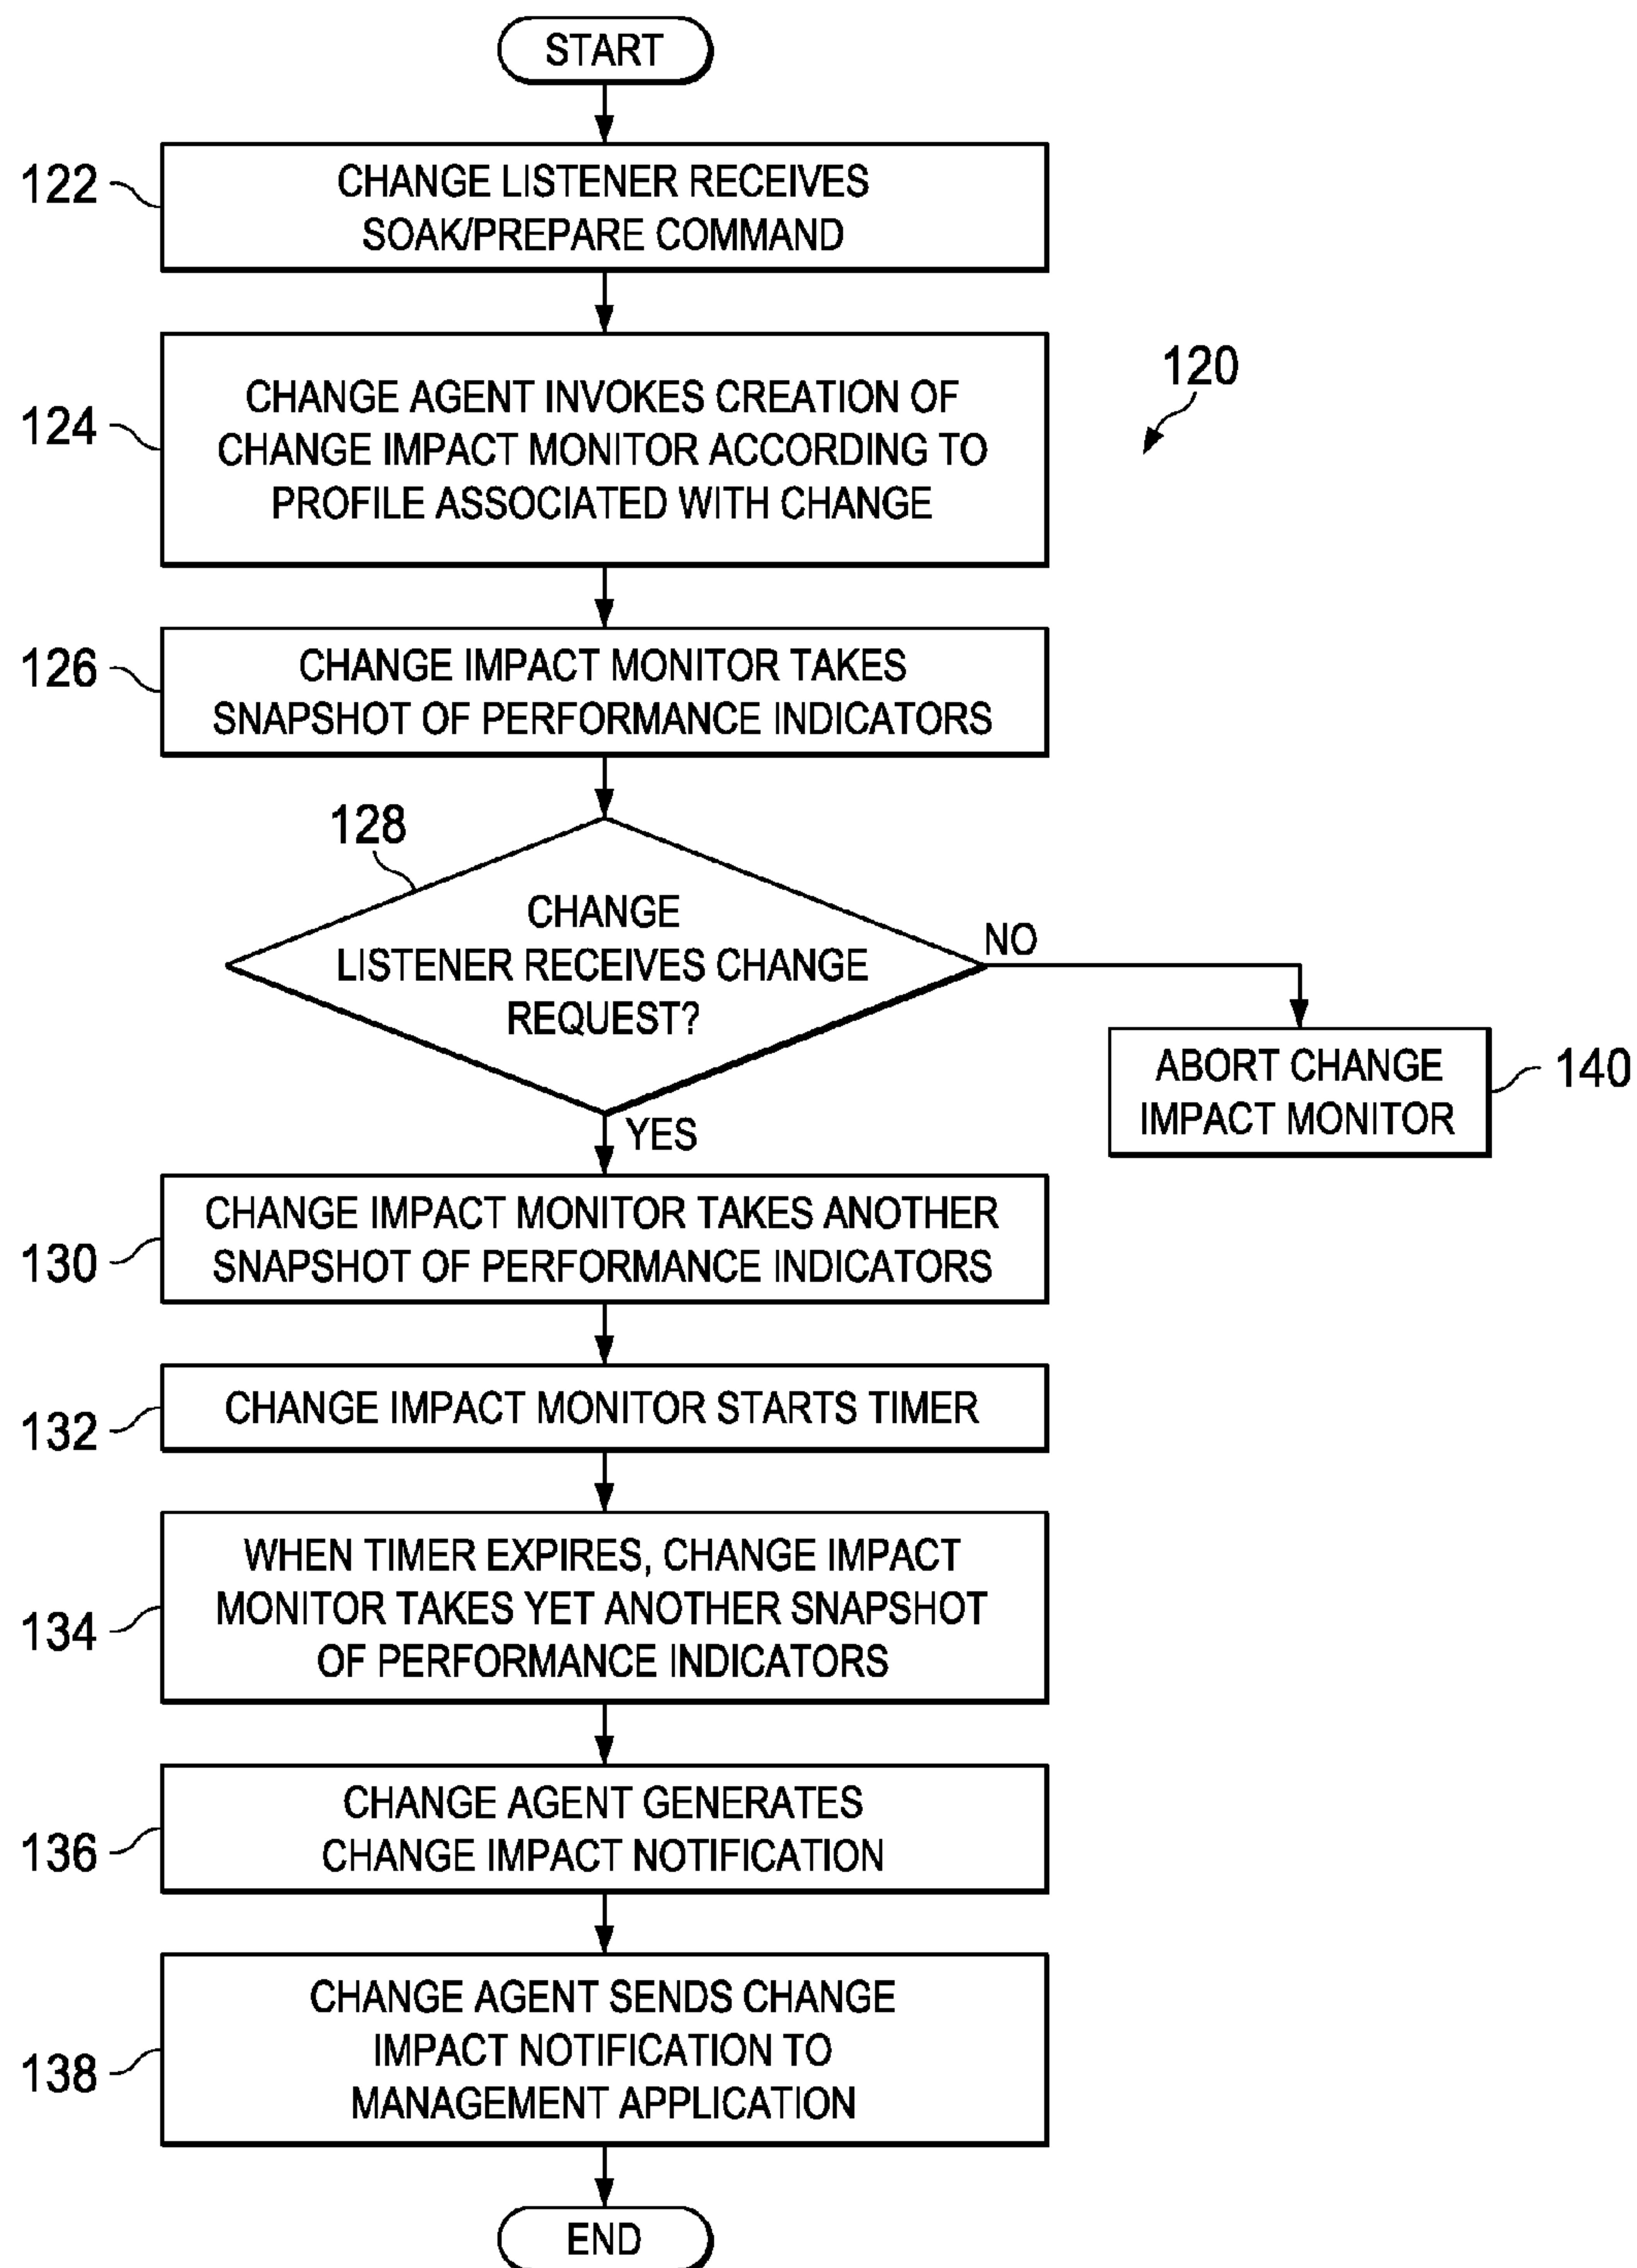 START
122
CHANGE LISTENER RECEIVES
SOAK/PREPARE COMMAND
124
CHANGE AGENT INVOKES CREATION OF
CHANGE IMPACT MONITOR ACCORDING TO
PROFILE ASSOCIATED WITH CHANGE
120
126
CHANGE IMPACT MONITOR TAKES
SNAPSHOT OF PERFORMANCE INDICATORS
128
CHANGE
LISTENER RECEIVES CHANGE
REQUEST?
NO
ABORT CHANGE
IMPACT MONITOR
140
YES
130
CHANGE IMPACT MONITOR TAKES ANOTHER
SNAPSHOT OF PERFORMANCE INDICATORS
132
CHANGE IMPACT MONITOR STARTS TIMER
134
WHEN TIMER EXPIRES, CHANGE IMPACT
MONITOR TAKES YET ANOTHER SNAPSHOT
OF PERFORMANCE INDICATORS
136
CHANGE AGENT GENERATES
CHANGE IMPACT NOTIFICATION
138
CHANGE AGENT SENDS CHANGE
IMPACT NOTIFICATION TO
MANAGEMENT APPLICATION
END